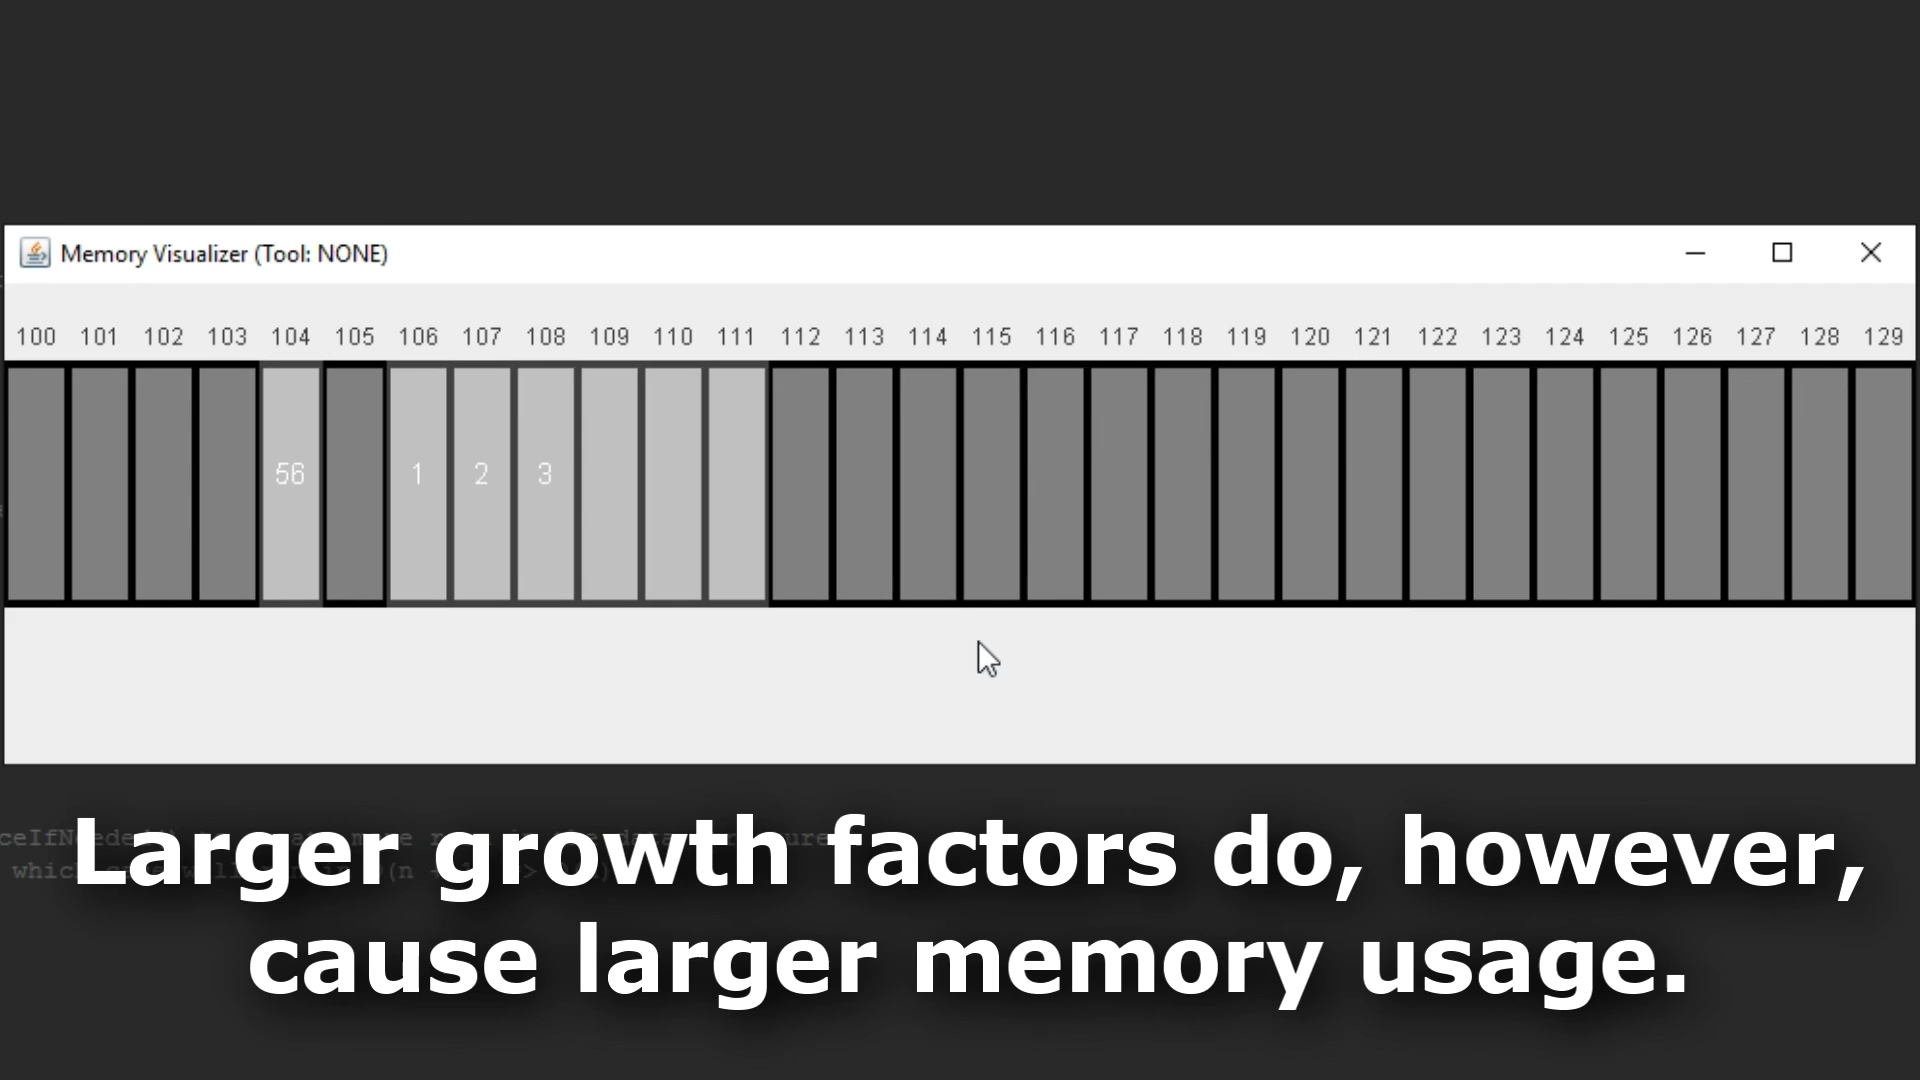 Memory Visualizer (Tool: NONE)
100 101 102 103 104 105 106 107 108 109 110 111 112 113 114 115 116 117 118 119 120 121 122 123 124 125 126 127 128 129
56 1 2 3
Larger growth factors do, however,
cause larger memory usage.